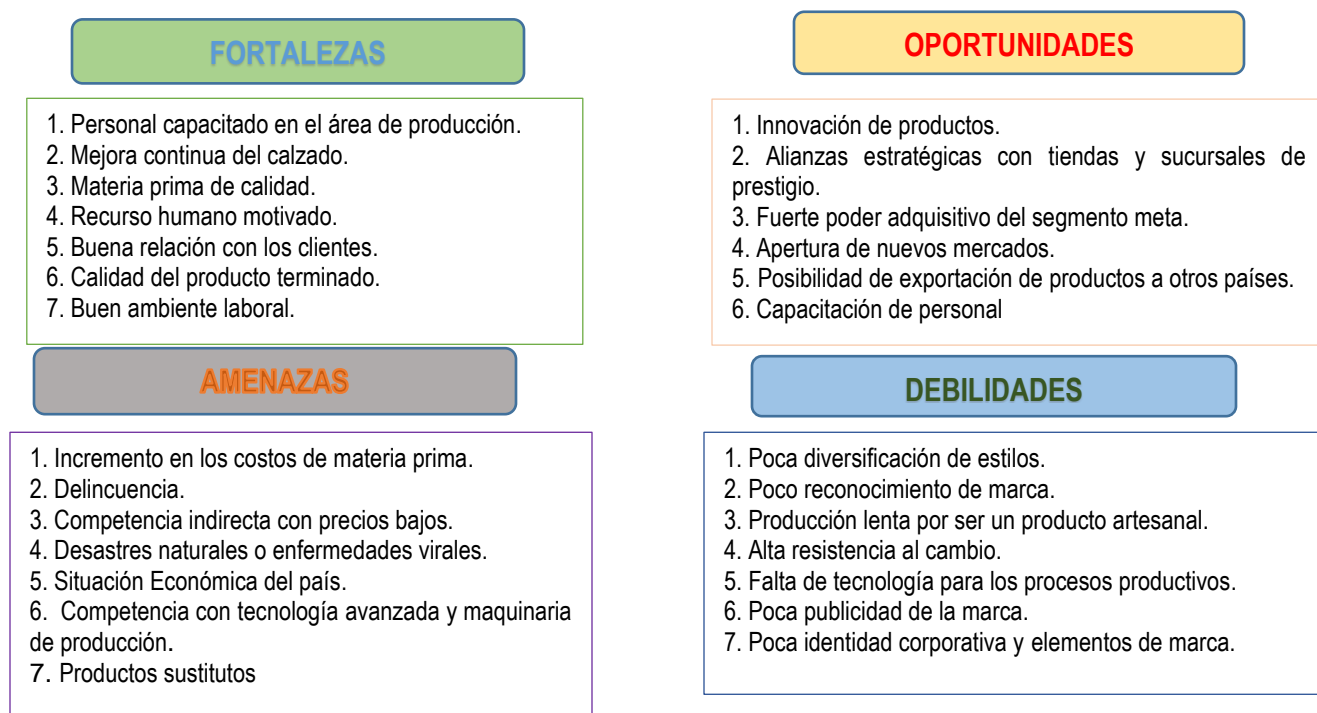 FORTALEZAS
1. Personal capacitado en el área de producción.
2. Mejora continua del calzado.
3. Materia prima de calidad.
4. Recurso humano motivado.
5. Buena relación con los clientes.
6. Calidad del producto terminado.
7. Buen ambiente laboral.
OPORTUNIDADES
1. Innovación de productos.
2. Alianzas estratégicas con tiendas y sucursales de
prestigio.
3. Fuerte poder adquisitivo del segmento meta.
4. Apertura de nuevos mercados.
5. Posibilidad de exportación de productos a otros países.
6. Capacitación de personal
AMENAZAS
1. Incremento en los costos de materia prima.
2. Delincuencia.
3. Competencia indirecta con precios bajos.
4. Desastres naturales o enfermedades virales.
5. Situación Económica del país.
6. Competencia con tecnología avanzada y maquinaria
de producción.
7. Productos sustitutos
DEBILIDADES
1. Poca diversificación de estilos.
2. Poco reconocimiento de marca.
3. Producción lenta por ser un producto artesanal.
4. Alta resistencia al cambio.
5. Falta de tecnología para los procesos productivos.
6. Poca publicidad de la marca.
7. Poca identidad corporativa y elementos de marca.